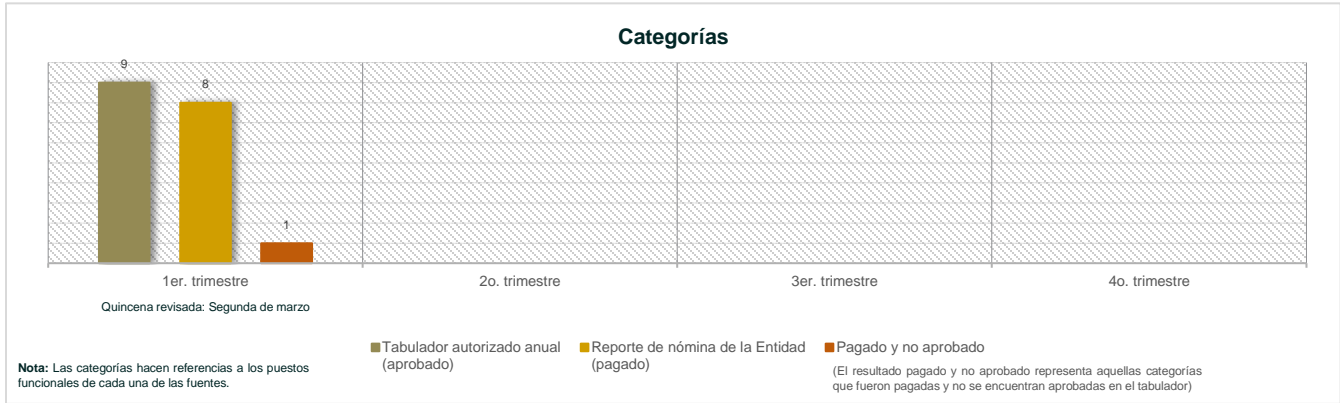 Categorías
9
8
1
1er. trimestre
2o. trimestre
3er. trimestre
4o. trimestre
Quincena revisada: Segunda de marzo
Tabulador autorizado anual
(aprobado)
Reporte de nómina de la Entidad
(pagado)
Pagado y no aprobado
(El resultado pagado y no aprobado representa aquellas categorías
que fueron pagadas y no se encuentran aprobadas en el tabulador)
Nota: Las categorías hacen referencias a los puestos
funcionales de cada una de las fuentes.